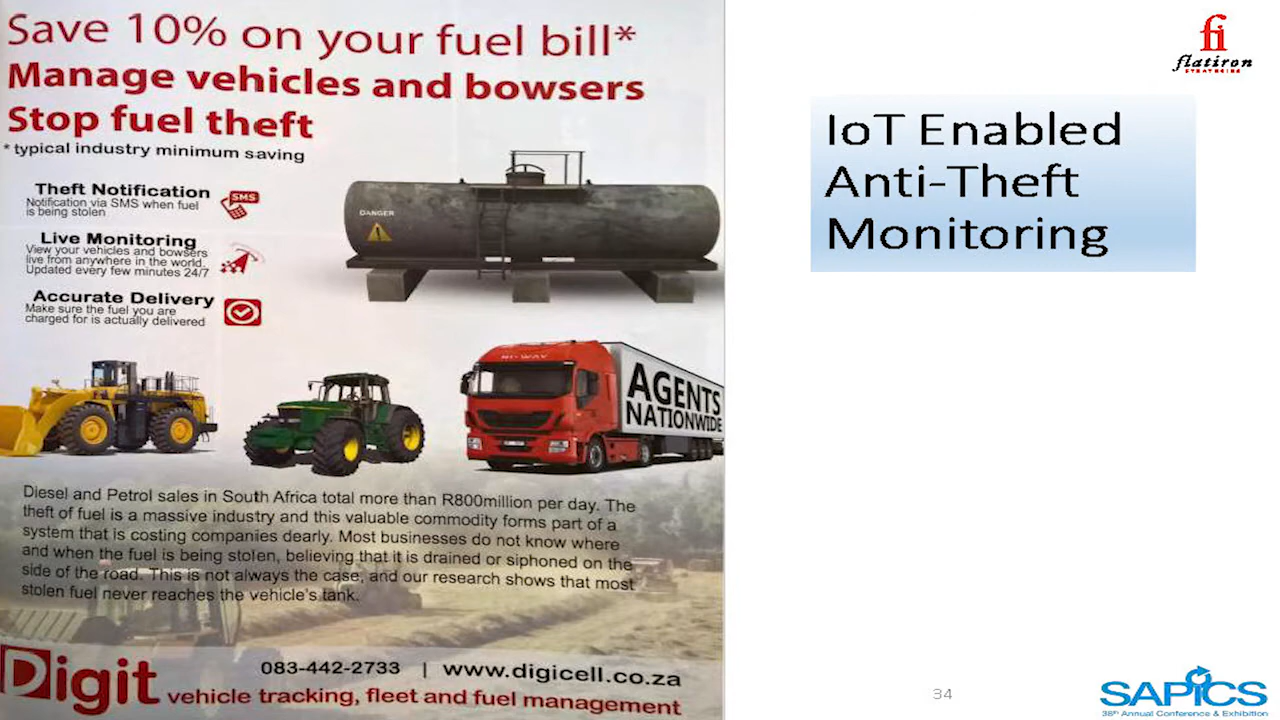 Save 10% on your fuel bill*
Manage vehicles and bowsers
Stop fuel theft
* typical industry minimum saving
Theft Notification
Notification via SMS when fuel
is being stolen
SMS
Live Monitoring
View your vehicles and bowsers
live from anywhere in the world.
Updated every few minutes 24/7
Accurate Delivery
Make sure the fuel you are
charged for is actually delivered
DANGER
HI-WAY
AGENTS
NATIONWIDE
Diesel and Petrol sales in South Africa total more than R800million per day. The
theft of fuel is a massive industry and this valuable commodity forms part of a
system that is costing companies dearly. Most businesses do not know where
and when the fuel is being stolen, believing that it is drained or siphoned on the
side of the road. This is not always the case, and our research shows that most
stolen fuel never reaches the vehicle's tank.
Digit
083-442-2733 | www.digicell.co.za
vehicle tracking, fleet and fuel management
fi
flatiron
STRATEGIES
IoT Enabled
Anti-Theft
Monitoring
34
SAPICS
38th Annual Conference & Exhibition